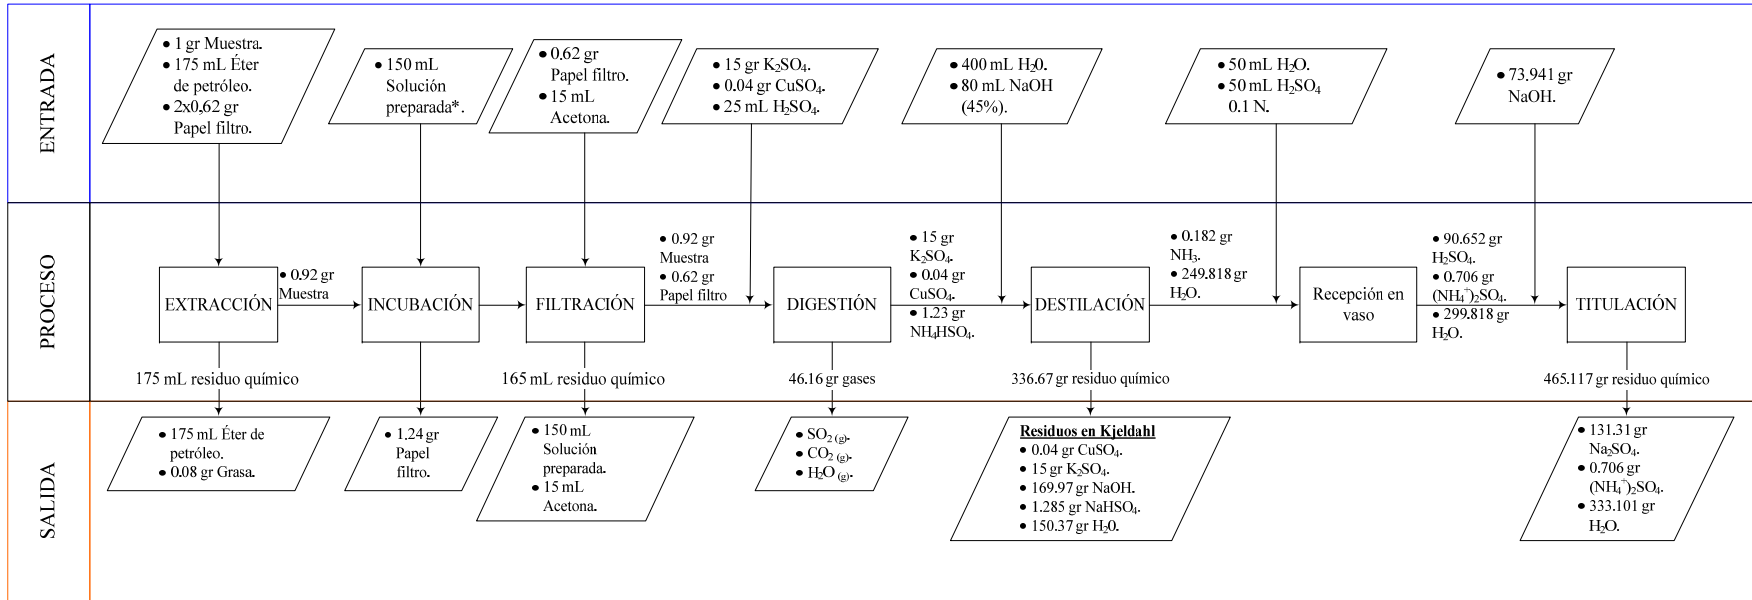 ENTRADA
● 1 gr Muestra.
● 175 mL Éter
de petróleo.
● 2x0,62 gr
Papel filtro.
● 150 mL
Solución
preparada*.
● 0.62 gr
Papel filtro.
● 15 mL
Acetona.
● 15 gr K₂SO₄.
● 0.04 gr CuSO₄.
● 25 mL H₂SO₄.
● 400 mL H₂0.
● 80 mL NaOH
(45%).
● 50 mL H₂O.
● 50 mL H₂SO₄
0.1 N.
● 73.941 gr
NaOH.
PROCESO
EXTRACCIÓN
● 0.92 gr
Muestra
INCUBACIÓN
FILTRACIÓN
● 0.92 gr
Muestra
● 0.62 gr
Papel filtro
DIGESTIÓN
● 15 gr
K₂SO₄.
● 0.04 gr
CuSO₄.
● 1.23 gr
NH₄HSO₄.
DESTILACIÓN
● 0.182 gr
NH₃.
● 249.818 gr
H₂O.
Recepción en
vaso
● 90.652 gr
H₂SO₄.
● 0.706 gr
(NH₄⁺)₂SO₄.
● 299.818 gr
H₂O.
TITULACIÓN
175 mL residuo químico
165 mL residuo químico
46.16 gr gases
336.67 gr residuo químico
465.117 gr residuo químico
SALIDA
● 175 mL Éter de
petróleo.
● 0.08 gr Grasa.
● 1.24 gr
Papel
filtro.
● 150 mL
Solución
preparada.
● 15 mL
Acetona.
● SO₂ (g).
● CO₂ (g).
● H₂O (g).
Residuos en Kjeldahl
● 0.04 gr CuSO₄.
● 15 gr K₂SO₄.
● 169.97 gr NaOH.
● 1.285 gr NaHSO₄.
● 150.37 gr H₂0.
● 131.31 gr
Na₂SO₄.
● 0.706 gr
(NH₄⁺)₂SO₄.
● 333.101 gr
H₂O.